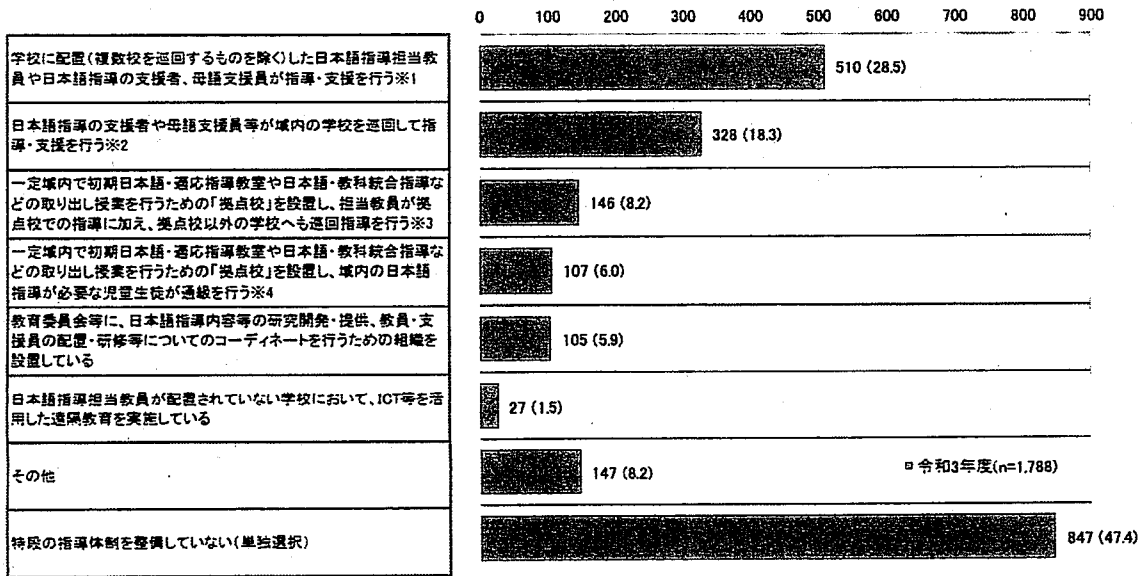 0 100 200 300 400 500 600 700 800 900
学校に配置(複数校を巡回するものを除く)した日本語指導担当教
員や日本語指導の支援者、母語支援員が指導・支援を行う※1
510 (28.5)
日本語指導の支援者や母語支援員等が域内の学校を巡回して指
導・支援を行う※2
328 (18.3)
一定域内で初期日本語・適応指導教室や日本語・教科統合指導な
どの取り出し授業を行うための「拠点校」を設置し、担当教員が拠
点校での指導に加え、拠点校以外の学校へも巡回指導を行う※3
146 (8.2)
一定域内で初期日本語・適応指導教室や日本語・教科統合指導な
どの取り出し授業を行うための「拠点校」を設置し、域内の日本語
指導が必要な児童生徒が通級を行う※4
107 (6.0)
教育委員会等に、日本語指導内容等の研究開発・提供、教員・支
援員の配置・研修等についてのコーディネートを行うための組織を
設置している
105 (5.9)
日本語指導担当教員が配置されていない学校において、ICT等を活
用した遠隔教育を実施している
27 (1.5)
その他
147 (8.2)
令和3年度(n=1,788)
特段の指導体制を整備していない(単独選択)
847 (47.4)